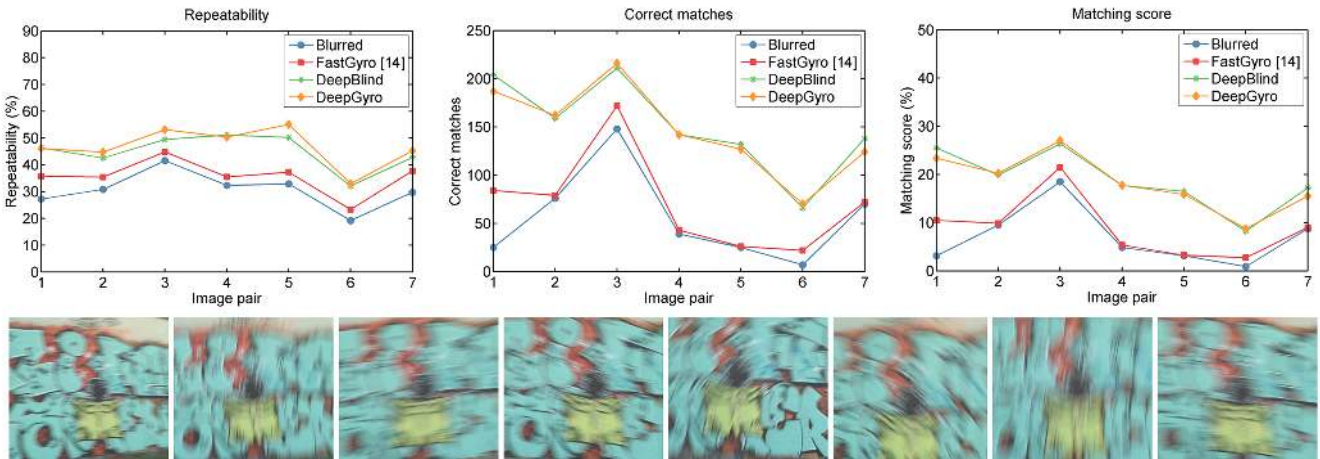 Repeatability
90
80
70
60
50
40
30
20
10
0
Repeatability (%)
Blurred
FastGyro [14]
DeepBlind
DeepGyro
1 2 3 4 5 6 7
Image pair
Correct matches
250
200
150
100
50
0
Correct matches
Blurred
FastGyro [14]
DeepBlind
DeepGyro
1 2 3 4 5 6 7
Image pair
Matching score
50
40
30
20
10
0
Matching score (%)
Blurred
FastGyro [14]
DeepBlind
DeepGyro
1 2 3 4 5 6 7
Image pair